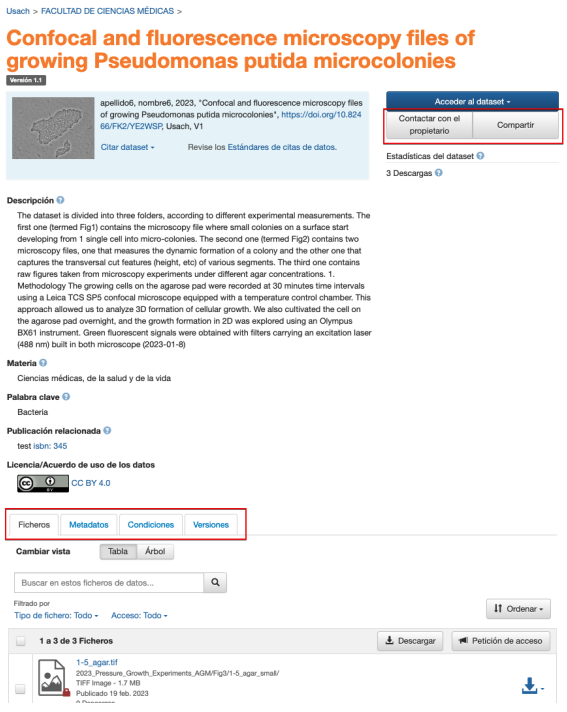 Usach > FACULTAD DE CIENCIAS MÉDICAS >
Confocal and fluorescence microscopy files of
growing Pseudomonas putida microcolonies
Versión 1.1
apellido6, nombre6, 2023, "Confocal and fluorescence microscopy files
of growing Pseudomonas putida microcolonies", https://doi.org/10.824
66/FK2/YE2WSP, Usach, V1
Citar dataset
Revise los Estándares de citas de datos.
Acceder al dataset
Contactar con el
propietario
Compartir
Estadísticas del dataset ?
3 Descargas ?
Descripción ?
The dataset is divided into three folders, according to different experimental measurements. The
first one (termed Fig1) contains the microscopy file where small colonies on a surface start
developing from 1 single cell into micro-colonies. The second one (termed Fig2) contains two
microscopy files, one that measures the dynamic formation of a colony and the other one that
captures the transversal cut features (height, etc) of various segments. The third one contains
raw figures taken from microscopy experiments under different agar concentrations. 1.
Methodology The growing cells on the agarose pad were recorded at 30 minutes time intervals
using a Leica TCS SP5 confocal microscope equipped with a temperature control chamber. This
approach allowed us to analyze 3D formation of cellular growth. We also cultivated the cell on
the agarose pad overnight, and the growth formation in 2D was explored using an Olympus
BX61 instrument. Green fluorescent signals were obtained with filters carrying an excitation laser
(488 nm) built in both microscope (2023-01-8)
Materia ?
Ciencias médicas, de la salud y de la vida
Palabra clave ?
Bacteria
Publicación relacionada ?
test isbn: 345
Licencia/Acuerdo de uso de los datos
cc BY CC BY 4.0
Ficheros Metadatos Condiciones Versiones
Cambiar vista Tabla Árbol
Buscar en estos ficheros de datos...
Filtrado por
Tipo de fichero: Todo Acceso: Todo
Ordenar
1 a 3 de 3 Ficheros
Descargar
Petición de acceso
1-5_agar.tif
2023_Pressure_Growth_Experiments_AGM/Fig3/1-5_agar_small/
TIFF Image - 1.7 MB
Publicado 19 feb. 2023
0 Descargas